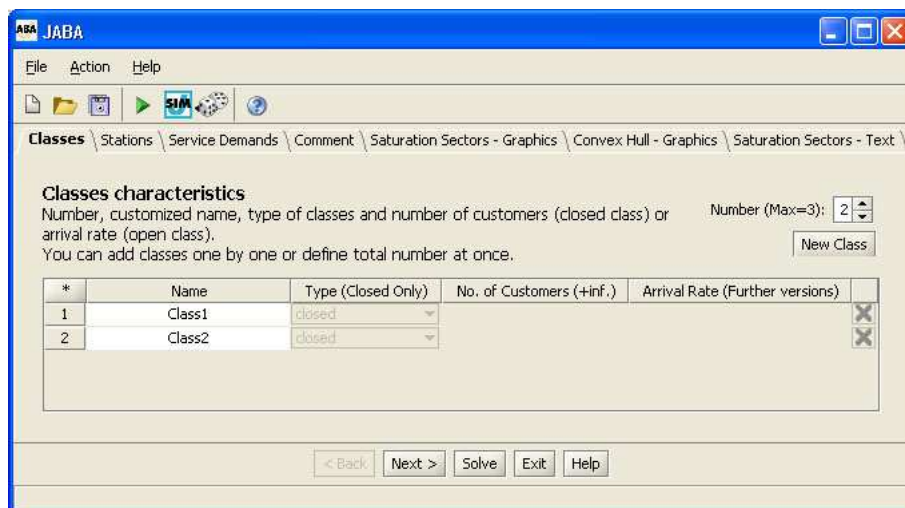 ABA JABA
File Action Help
SIM
Classes \ Stations \ Service Demands \ Comment \ Saturation Sectors - Graphics \ Convex Hull - Graphics \ Saturation Sectors - Text \
Classes characteristics
Number, customized name, type of classes and number of customers (closed class) or
arrival rate (open class).
You can add classes one by one or define total number at once.
Number (Max=3): 2
New Class
* Name Type (Closed Only) No. of Customers (+inf.) Arrival Rate (Further versions)
1 Class1 closed
2 Class2 closed
< Back Next > Solve Exit Help